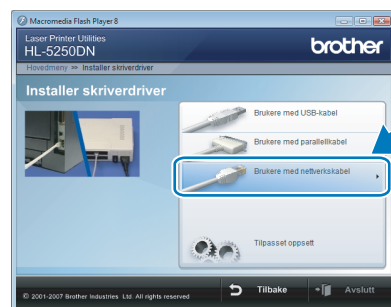 Macromedia Flash Player 8
Laser Printer Utilities
HL-5250DN
brother
Hovedmeny >> Installer skriverdriver
Installer skriverdriver
Brukere med USB-kabel
Brukere med parallellkabel
Brukere med nettverkskabel
Tilpasset oppsett
© 2001-2007 Brother Industries Ltd. All rights reserved
Tilbake
Avslutt